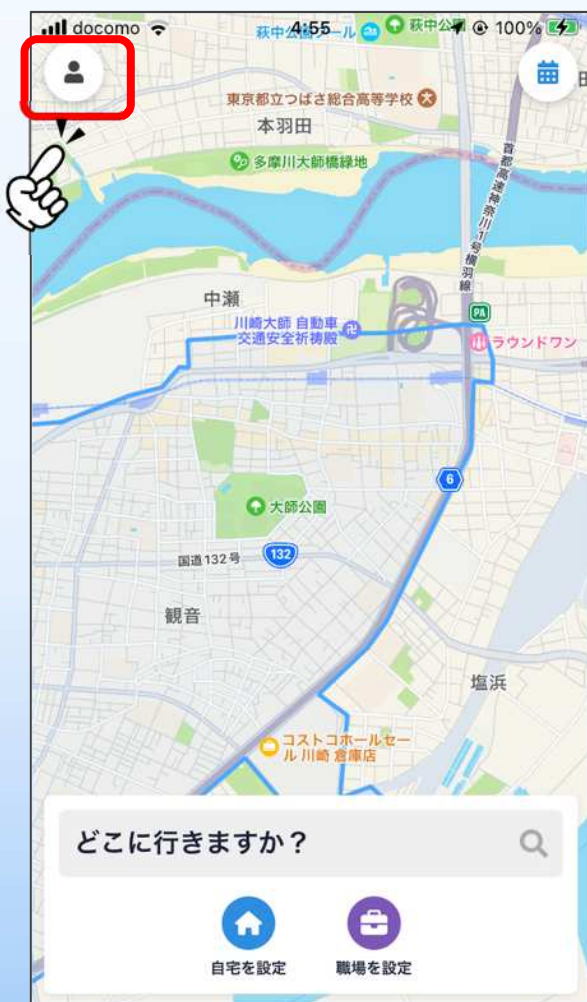 docomo 4:55 100%
萩中公園プール
萩中公園
東京都立つばさ総合高等学校
本羽田
多摩川大師橋緑地
首都高速神奈川1号横羽線
中瀬
PA
川崎大師 自動車
交通安全祈祷殿
ラウンドワン
6
大師公園
国道132号
132
観音
塩浜
コストコホールセー
ル 川崎 倉庫店
どこに行きますか？
自宅を設定
職場を設定